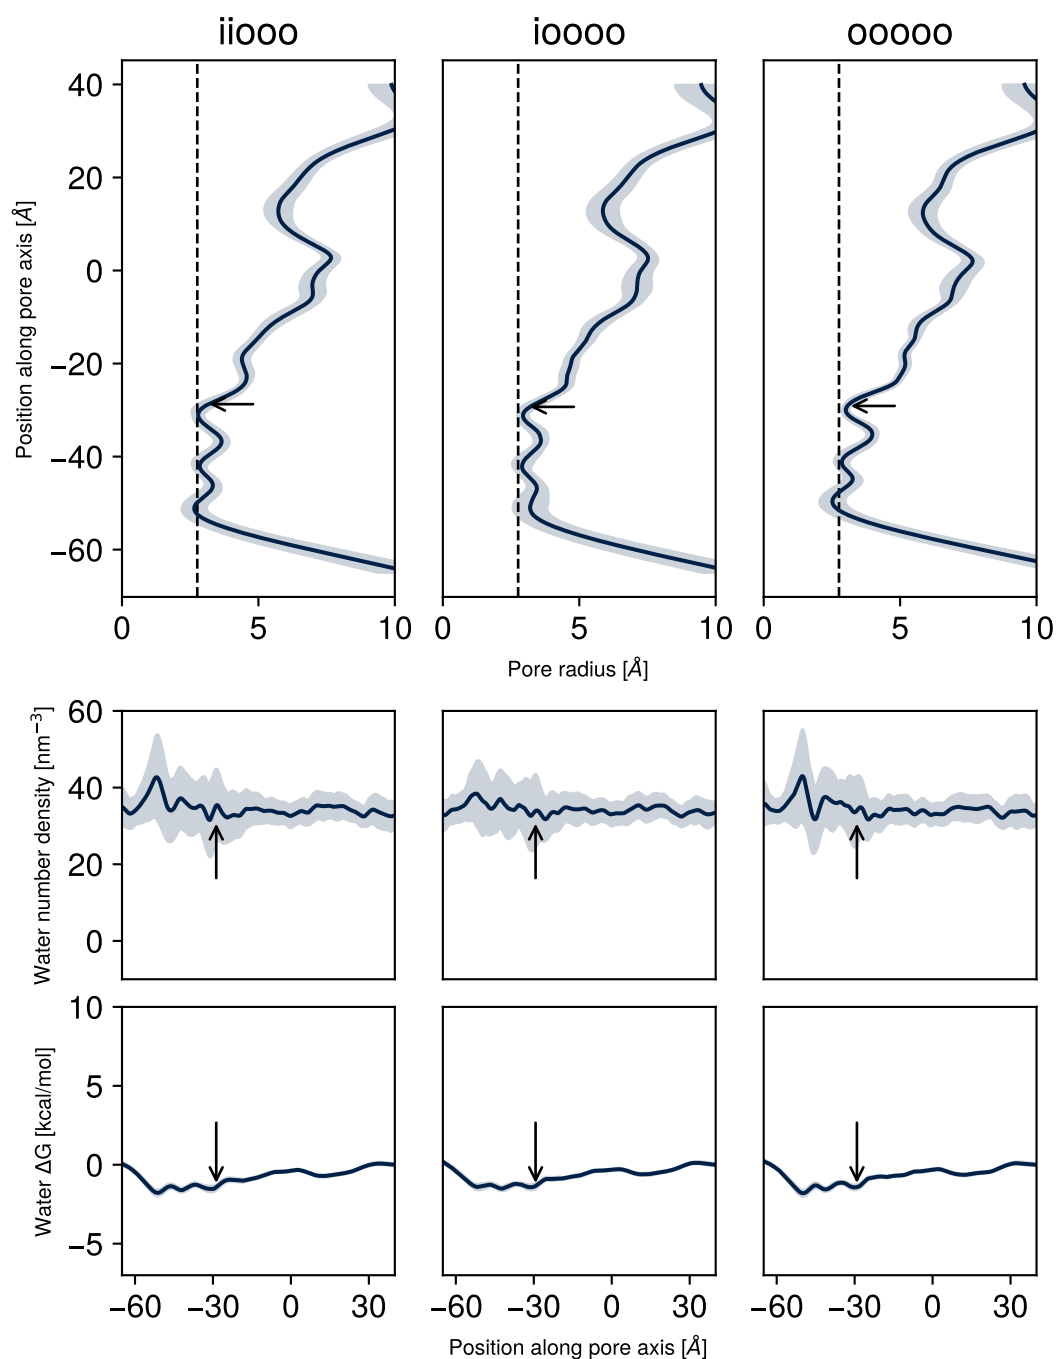 iiooo ioooo ooooo
Position along pore axis [Å]
40
20
0
−20
−40
−60
0 5 10 0 5 10 0 5 10
Pore radius [Å]
Water number density [nm⁻³]
60
40
20
0
Water ΔG [kcal/mol]
10
5
0
−5
−60 −30 0 30 −60 −30 0 30 −60 −30 0 30
Position along pore axis [Å]